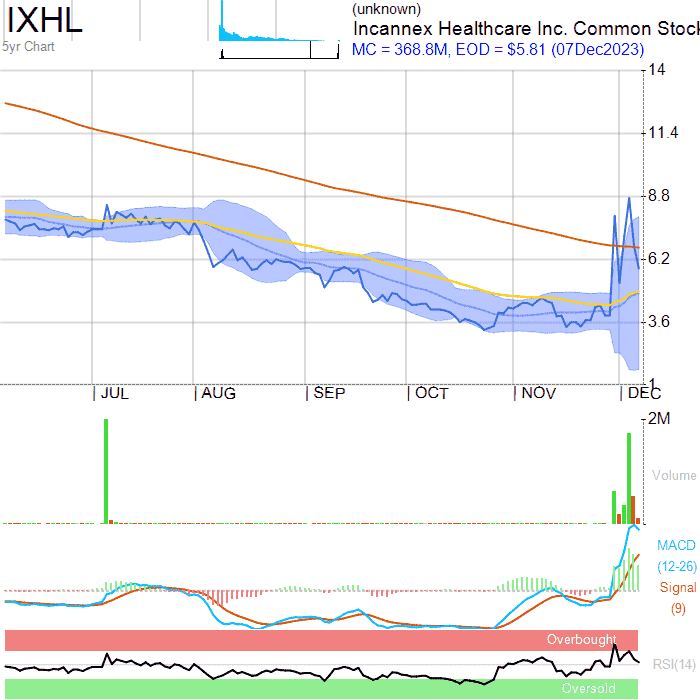 IXHL
5yr Chart
(unknown)
Incannex Healthcare Inc. Common Stock
MC = 368.8M, EOD = $5.81 (07Dec2023)
14
11.4
8.8
6.2
3.6
1
JUL AUG SEP OCT NOV DEC
2M
Volume
MACD
(12-26)
Signal
(9)
Overbought
RSI(14)
Oversold